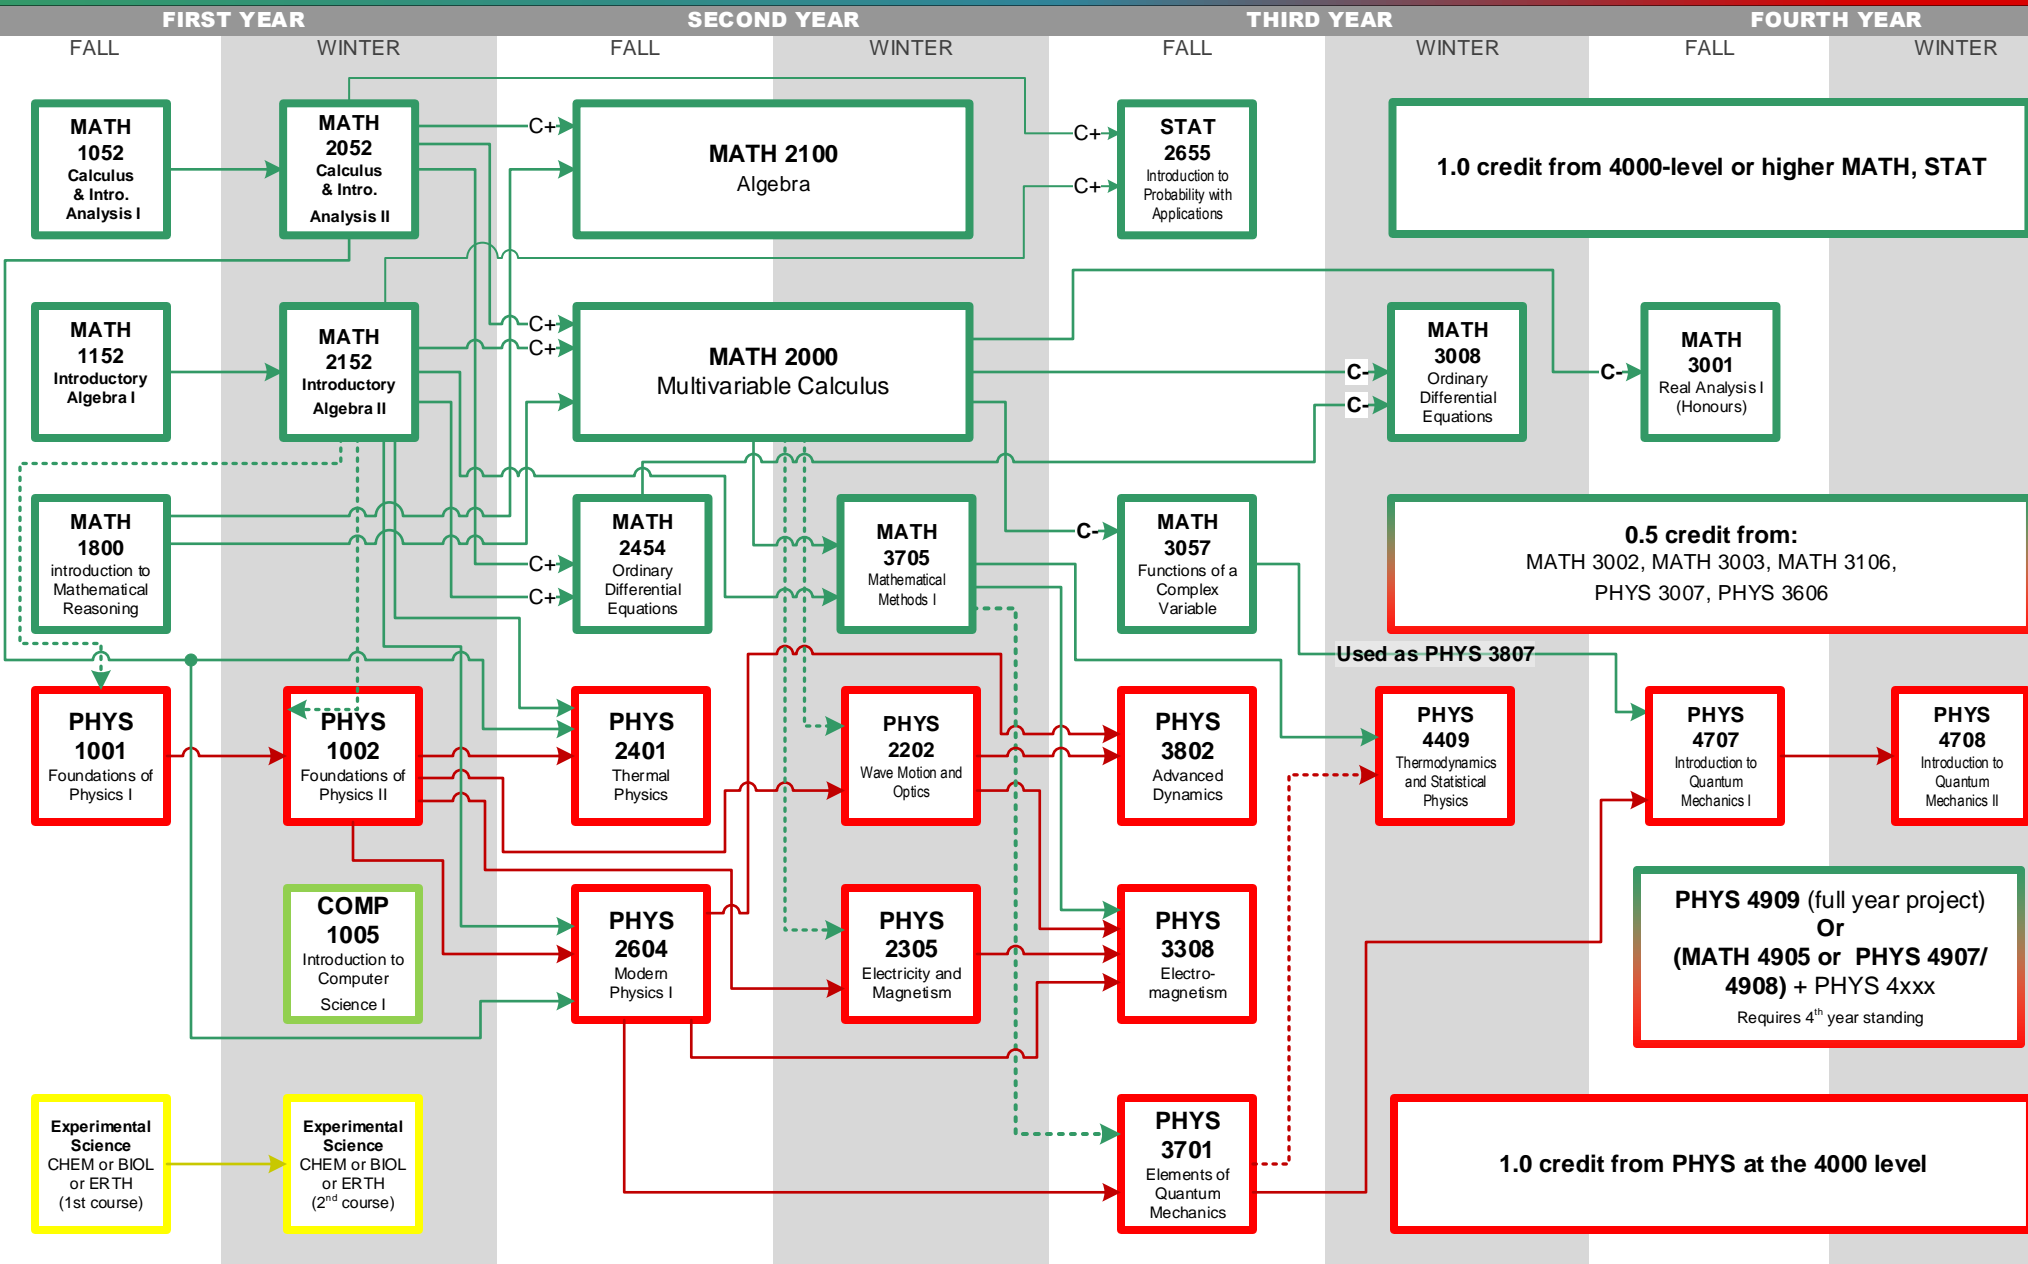 FIRST YEAR
SECOND YEAR
THIRD YEAR
FOURTH YEAR
FALL
WINTER
FALL
WINTER
FALL
WINTER
FALL
WINTER
MATH
1052
Calculus
& Intro.
Analysis I
MATH
2052
Calculus
& Intro.
Analysis II
C+
MATH 2100
Algebra
C+
C+
STAT
2655
Introduction to
Probability with
Applications
1.0 credit from 4000-level or higher MATH, STAT
MATH
1152
Introductory
Algebra I
MATH
2152
Introductory
Algebra II
C+
C+
MATH 2000
Multivariable Calculus
C-
C-
MATH
3008
Ordinary
Differential
Equations
C-
MATH
3001
Real Analysis I
(Honours)
MATH
1800
introduction to
Mathematical
Reasoning
C+
C+
MATH
2454
Ordinary
Differential
Equations
MATH
3705
Mathematical
Methods I
C-
MATH
3057
Functions of a
Complex
Variable
0.5 credit from:
MATH 3002, MATH 3003, MATH 3106,
PHYS 3007, PHYS 3606
Used as PHYS 3807
PHYS
1001
Foundations of
Physics I
PHYS
1002
Foundations of
Physics II
PHYS
2401
Thermal
Physics
PHYS
2202
Wave Motion and
Optics
PHYS
3802
Advanced
Dynamics
PHYS
4409
Thermodynamics
and Statistical
Physics
PHYS
4707
Introduction to
Quantum
Mechanics I
PHYS
4708
Introduction to
Quantum
Mechanics II
COMP
1005
Introduction to
Computer
Science I
PHYS
2604
Modern
Physics I
PHYS
2305
Electricity and
Magnetism
PHYS
3308
Electro-
magnetism
PHYS 4909 (full year project)
Or
(MATH 4905 or PHYS 4907/
4908) + PHYS 4xxx
Requires 4th year standing
Experimental
Science
CHEM or BIOL
or ERTH
(1st course)
Experimental
Science
CHEM or BIOL
or ERTH
(2nd course)
PHYS
3701
Elements of
Quantum
Mechanics
1.0 credit from PHYS at the 4000 level